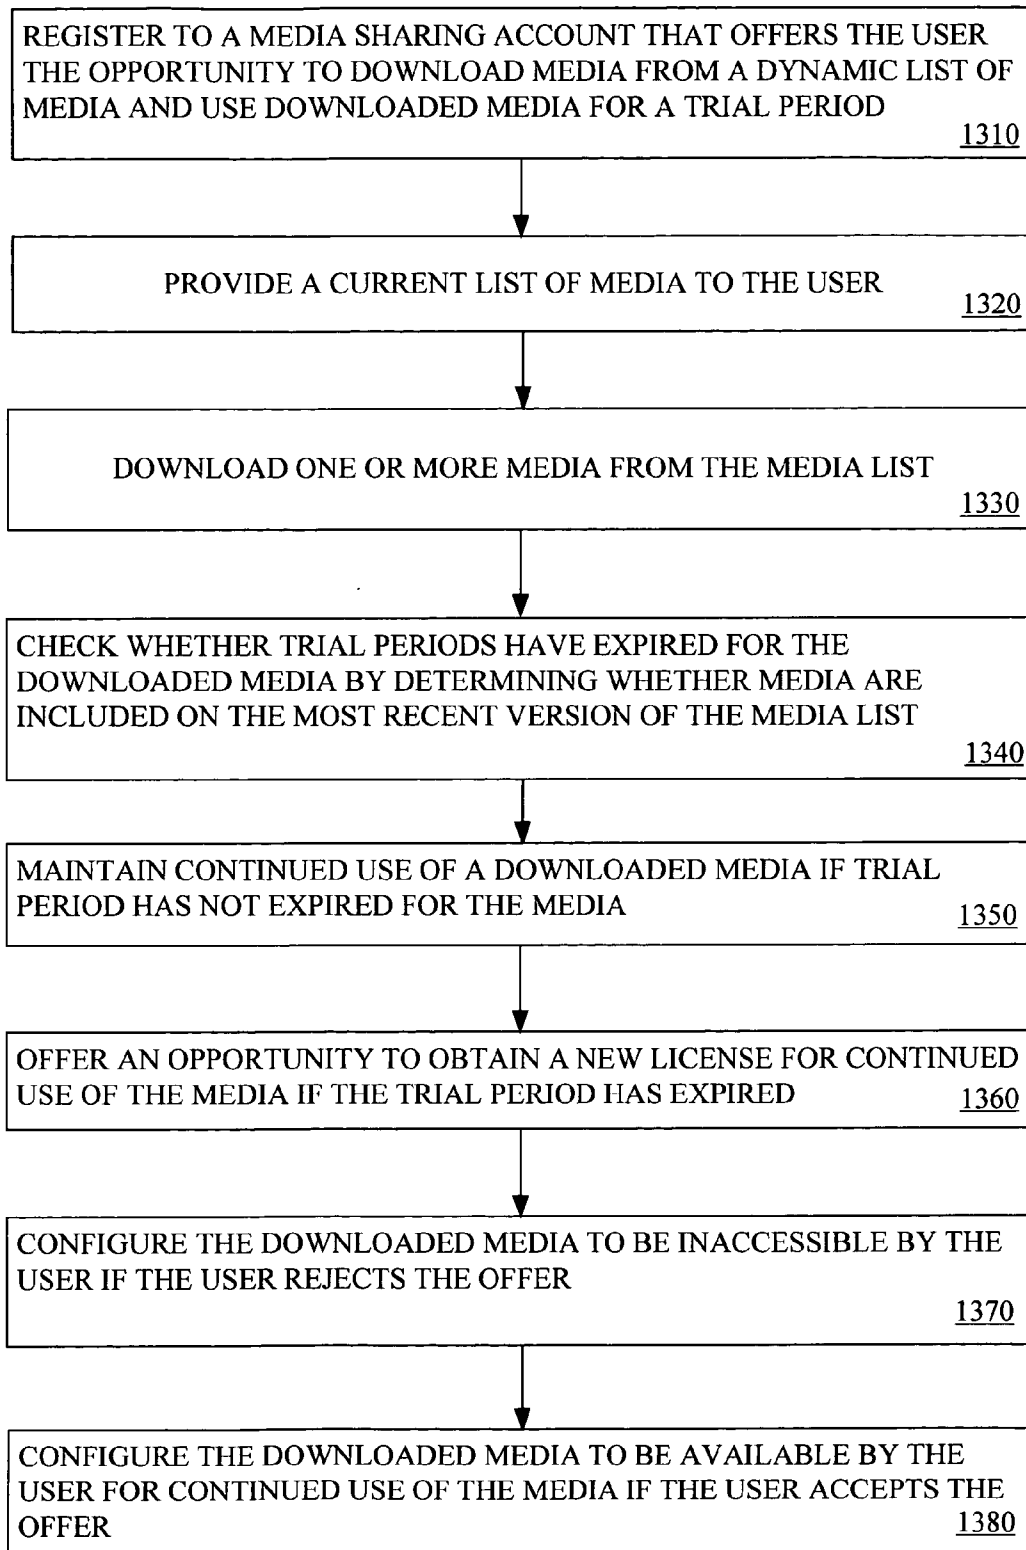 REGISTER TO A MEDIA SHARING ACCOUNT THAT OFFERS THE USER
THE OPPORTUNITY TO DOWNLOAD MEDIA FROM A DYNAMIC LIST OF
MEDIA AND USE DOWNLOADED MEDIA FOR A TRIAL PERIOD
1310
PROVIDE A CURRENT LIST OF MEDIA TO THE USER
1320
DOWNLOAD ONE OR MORE MEDIA FROM THE MEDIA LIST
1330
CHECK WHETHER TRIAL PERIODS HAVE EXPIRED FOR THE
DOWNLOADED MEDIA BY DETERMINING WHETHER MEDIA ARE
INCLUDED ON THE MOST RECENT VERSION OF THE MEDIA LIST
1340
MAINTAIN CONTINUED USE OF A DOWNLOADED MEDIA IF TRIAL
PERIOD HAS NOT EXPIRED FOR THE MEDIA
1350
OFFER AN OPPORTUNITY TO OBTAIN A NEW LICENSE FOR CONTINUED
USE OF THE MEDIA IF THE TRIAL PERIOD HAS EXPIRED
1360
CONFIGURE THE DOWNLOADED MEDIA TO BE INACCESSIBLE BY THE
USER IF THE USER REJECTS THE OFFER
1370
CONFIGURE THE DOWNLOADED MEDIA TO BE AVAILABLE BY THE
USER FOR CONTINUED USE OF THE MEDIA IF THE USER ACCEPTS THE
OFFER
1380